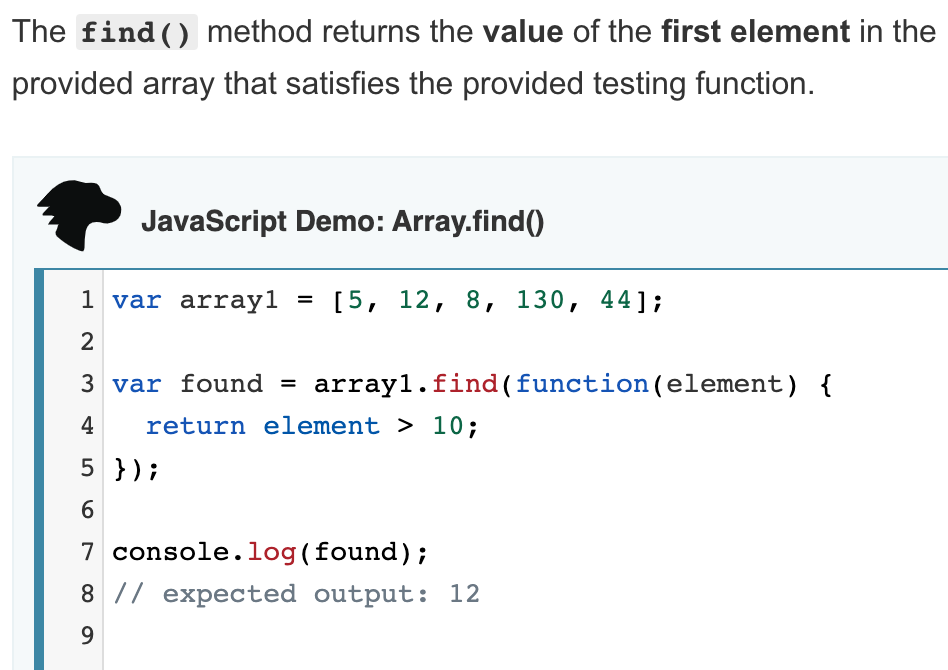 The find() method returns the value of the first element in the
provided array that satisfies the provided testing function.
JavaScript Demo: Array.find()
1 var array1 = [5, 12, 8, 130, 44];
2
3 var found = array1.find(function(element) {
4   return element > 10;
5 });
6
7 console.log(found);
8 // expected output: 12
9